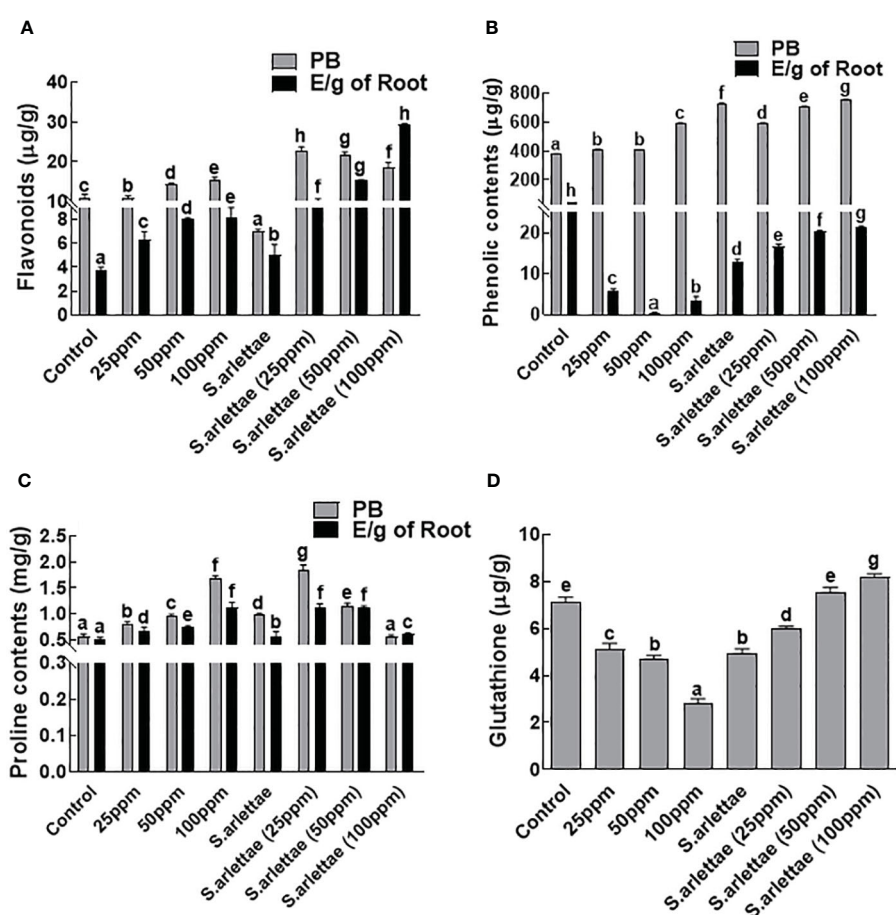 A
PB
E/g of Root
Flavonoids (µg/g)
40
30
20
10
8
6
4
2
0
c a b c d d e e a b h f g g f h
Control
25ppm
50ppm
100ppm
S.arlettae
S.arlettae (25ppm)
S.arlettae (50ppm)
S.arlettae (100ppm)
B
PB
E/g of Root
Phenolic contents (µg/g)
800
600
400
200
20
10
0
a h b c b a c b f d d e e f g g
Control
25ppm
50ppm
100ppm
S.arlettae
S.arlettae (25ppm)
S.arlettae (50ppm)
S.arlettae (100ppm)
C
PB
E/g of Root
Proline contents (mg/g)
2.5
2.0
1.5
1.0
0.5
0.3
0.2
0.1
0.0
a a b d c e f f d b g f e f a c
Control
25ppm
50ppm
100ppm
S.arlettae
S.arlettae (25ppm)
S.arlettae (50ppm)
S.arlettae (100ppm)
D
Glutathione (µg/g)
10
8
6
4
2
0
e c b a b d e g
Control
25ppm
50ppm
100ppm
S.arlettae
S.arlettae (25ppm)
S.arlettae (50ppm)
S.arlettae (100ppm)